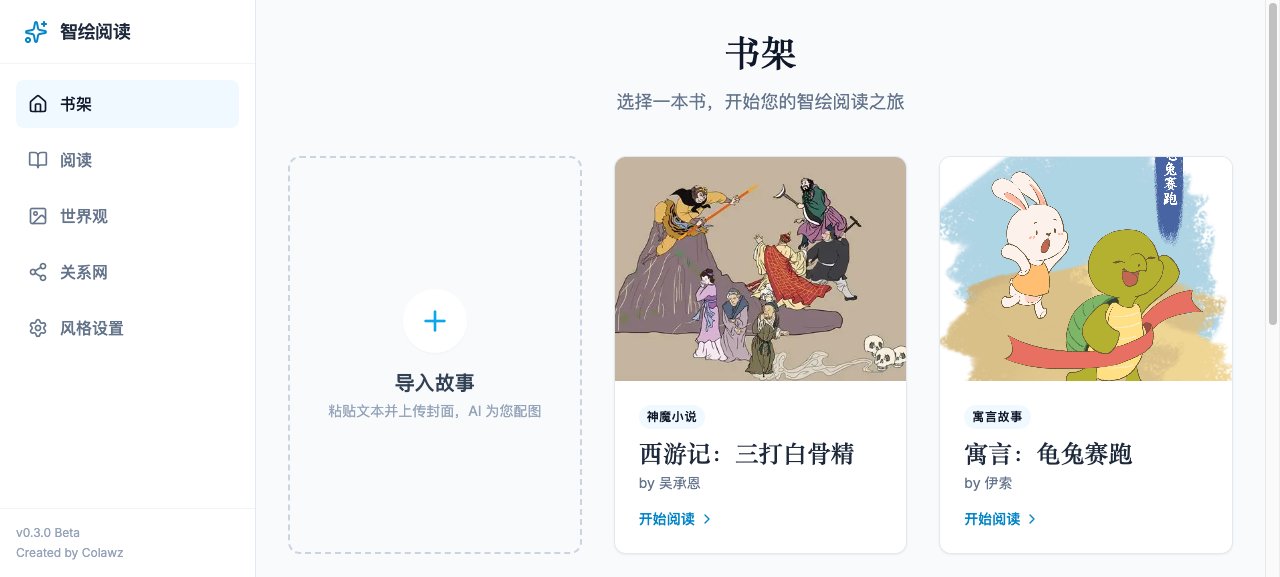 智绘阅读
书架
阅读
世界观
关系网
风格设置
v0.3.0 Beta
Created by Colawz
书架
选择一本书，开始您的智绘阅读之旅
导入故事
粘贴文本并上传封面，AI 为您配图
神魔小说
西游记：三打白骨精
by 吴承恩
开始阅读
兔赛跑
寓言故事
寓言：龟兔赛跑
by 伊索
开始阅读